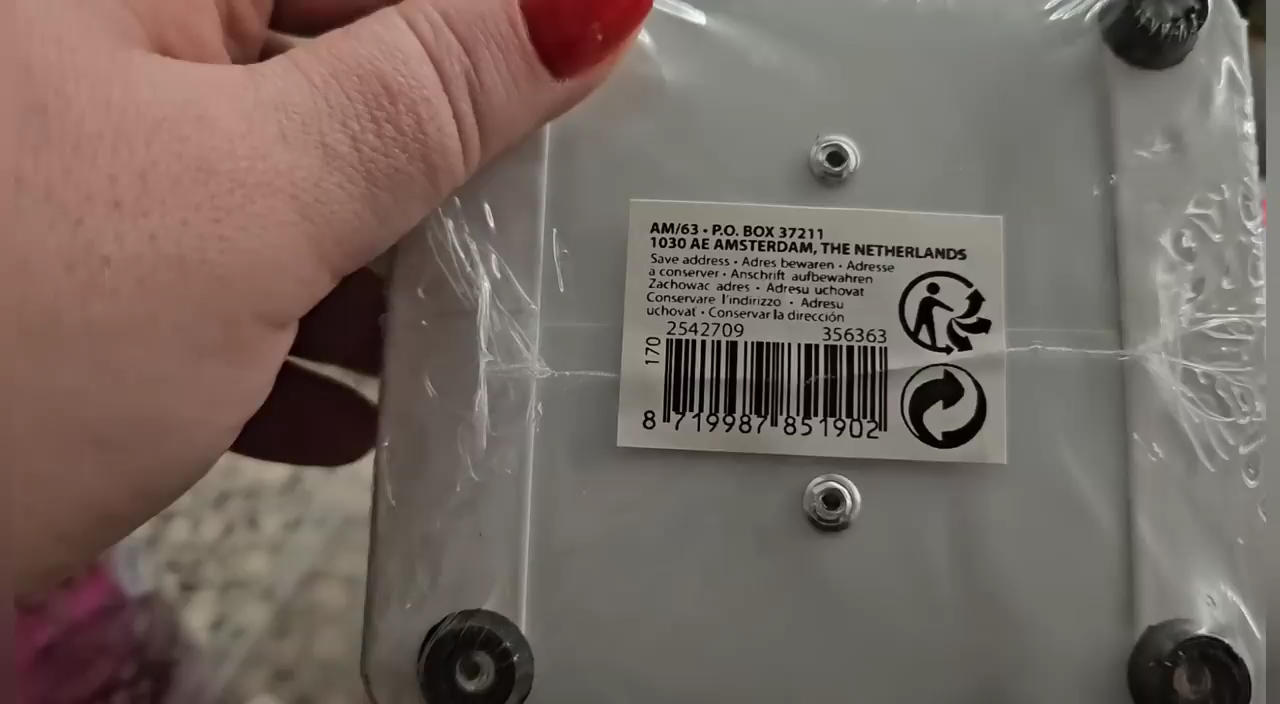 AM/63 • P.O. BOX 37211
1030 AE AMSTERDAM, THE NETHERLANDS
Save address • Adres bewaren • Adresse
a conserver • Anschrift aufbewahren
Zachowac adres • Adresu uchovat
Conservare l'indirizzo • Adresu
uchovat • Conservar la dirección
2542709 356363
170
8 719987 851902